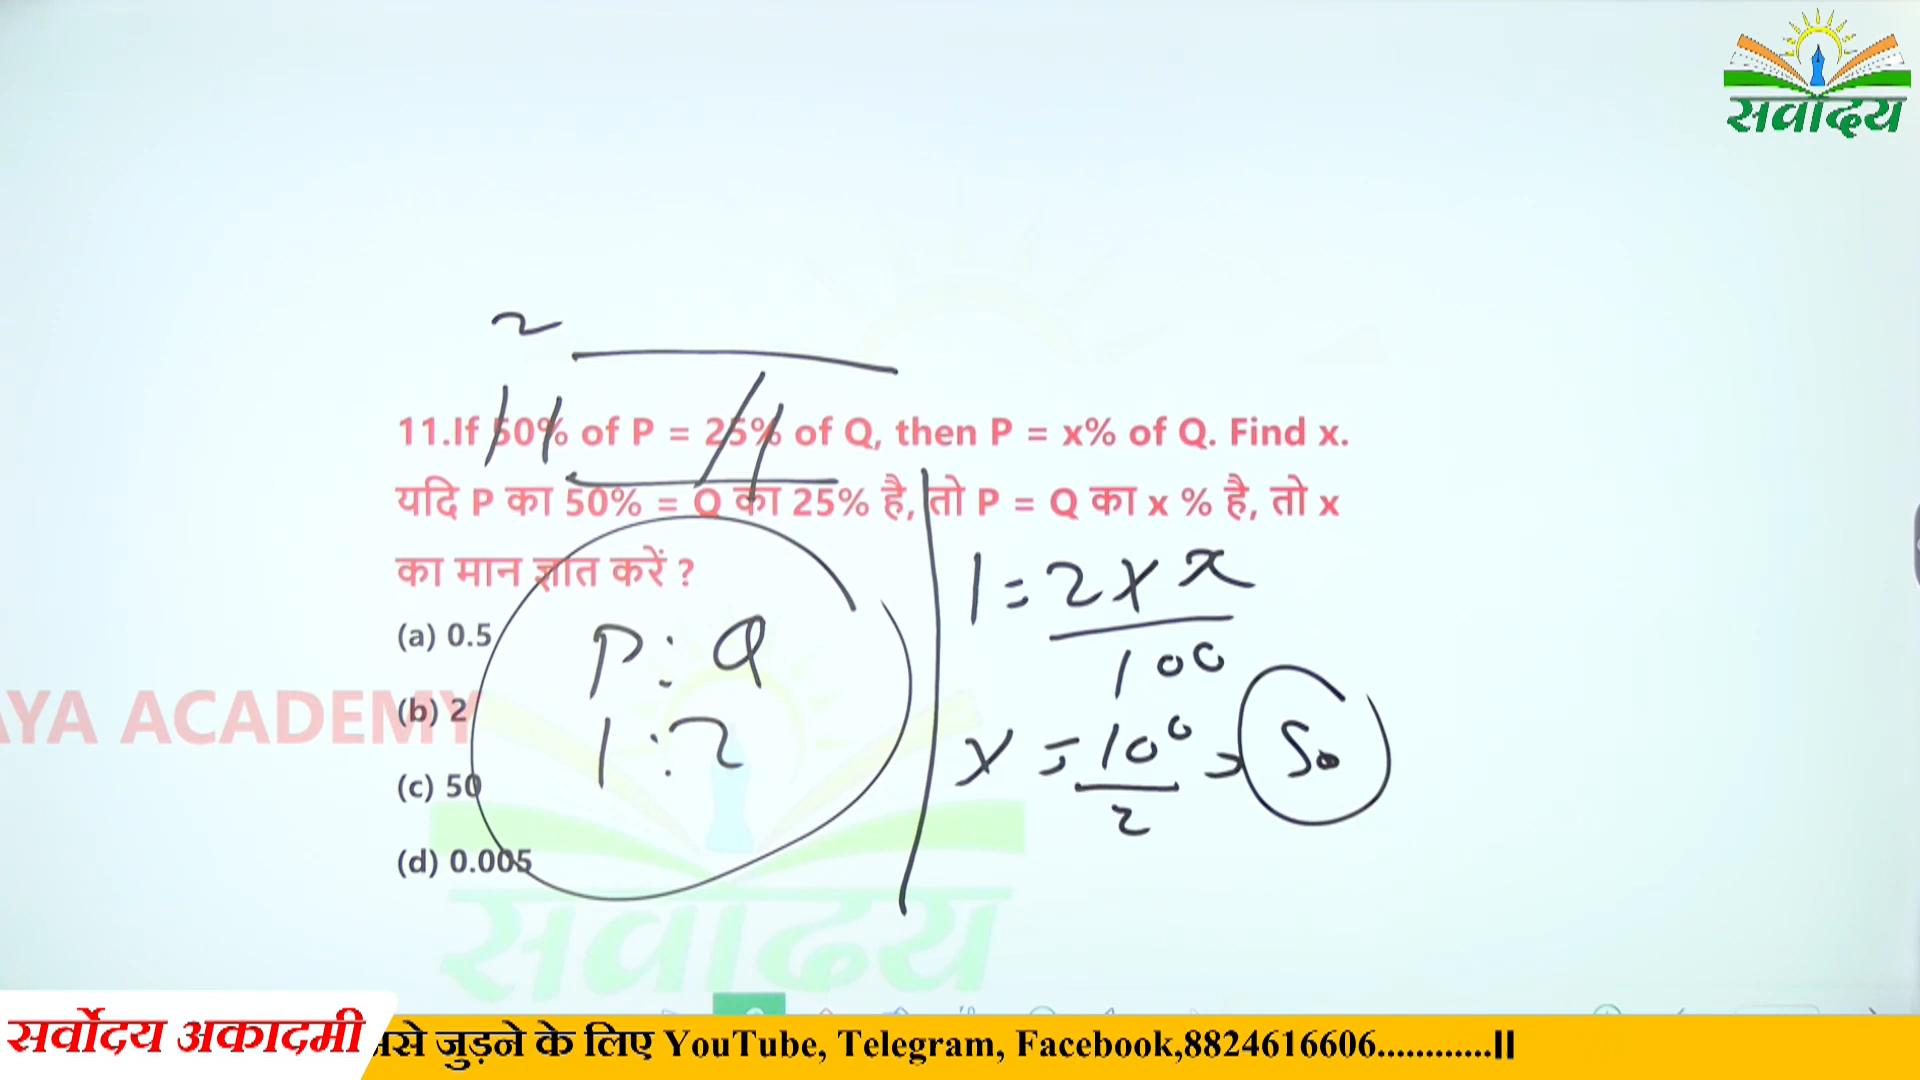 सर्वोदय
2
11.If 50% of P = 25% of Q, then P = x% of Q. Find x.
यदि P का 50% = Q का 25% है, तो P = Q का x % है, तो x
का मान ज्ञात करें ?
(a) 0.5
(b) 2
(c) 50
(d) 0.005
P : Q
1 : 2
1 = 2 x x
100
x = 100 = 50
2
AYA ACADEMY
सर्वोदय
सर्वोदय अकादमी
से जुड़ने के लिए YouTube, Telegram, Facebook,8824616606............॥